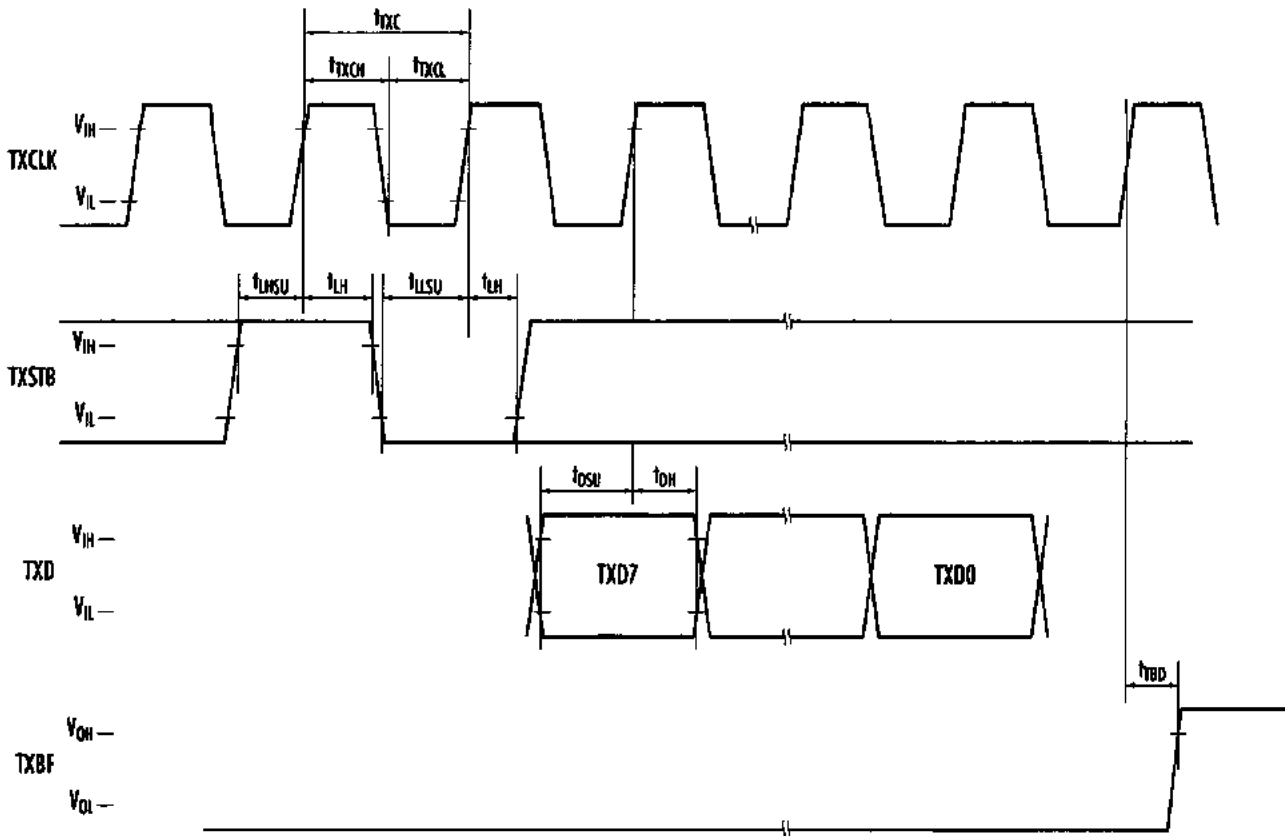 tTXC
tTXCH tTXCL
VIH
TXCLK
VIL
tLHSU tLH tLLSU tLH
VIH
TXSTB
VIL
tDSU tDH
VIH
TXD TXD7 TXD0
VIL
tTBD
VOH
TXBF
VOL